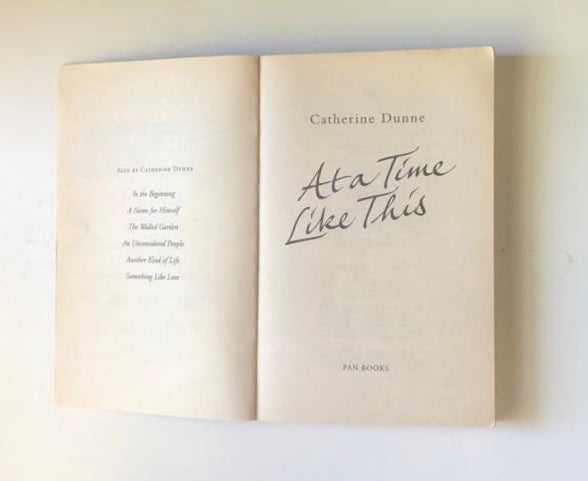 ALSO BY CATHERINE DUNNE
In the Beginning
A Name for Himself
The Walled Garden
An Unconsidered People
Another Kind of Life
Something Like Love
Catherine Dunne
At a Time
Like This
PAN BOOKS